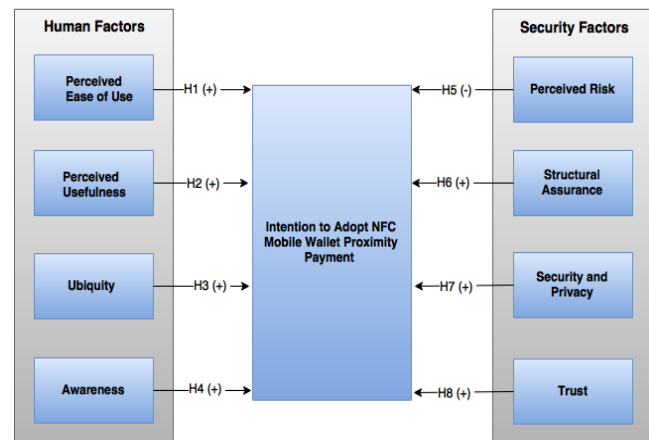 Human Factors
Perceived
Ease of Use
H1 (+)
Perceived
Usefulness
H2 (+)
Ubiquity
H3 (+)
Awareness
H4 (+)
Intention to Adopt NFC
Mobile Wallet Proximity
Payment
Security Factors
H5 (-)
Perceived Risk
H6 (+)
Structural
Assurance
H7 (+)
Security and
Privacy
H8 (+)
Trust